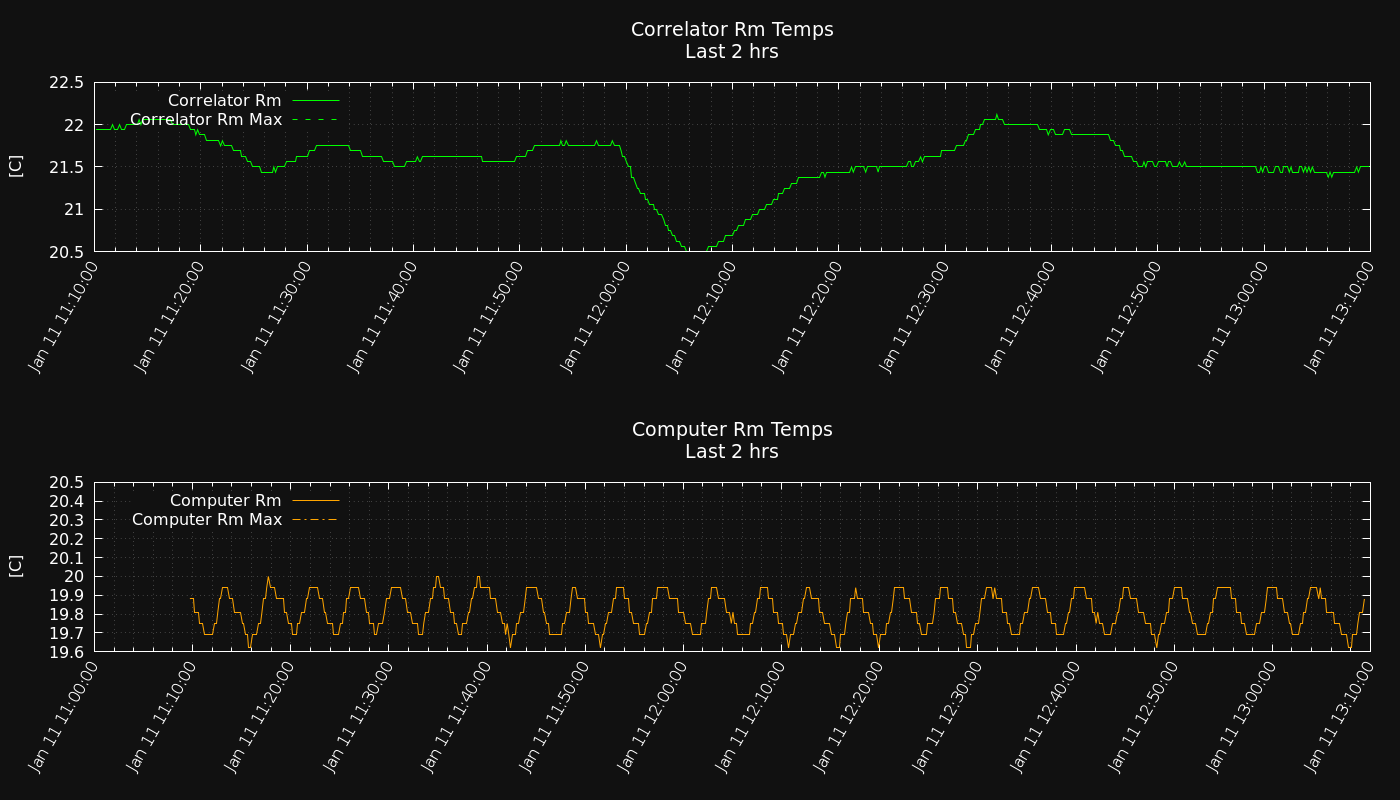 Correlator Rm Temps
Last 2 hrs
22.5
22
21.5
21
20.5
[C]
Correlator Rm
Correlator Rm Max
Jan 11 11:10:00
Jan 11 11:20:00
Jan 11 11:30:00
Jan 11 11:40:00
Jan 11 11:50:00
Jan 11 12:00:00
Jan 11 12:10:00
Jan 11 12:20:00
Jan 11 12:30:00
Jan 11 12:40:00
Jan 11 12:50:00
Jan 11 13:00:00
Jan 11 13:10:00
Computer Rm Temps
Last 2 hrs
20.5
20.4
20.3
20.2
20.1
20
19.9
19.8
19.7
19.6
[C]
Computer Rm
Computer Rm Max
Jan 11 11:00:00
Jan 11 11:10:00
Jan 11 11:20:00
Jan 11 11:30:00
Jan 11 11:40:00
Jan 11 11:50:00
Jan 11 12:00:00
Jan 11 12:10:00
Jan 11 12:20:00
Jan 11 12:30:00
Jan 11 12:40:00
Jan 11 12:50:00
Jan 11 13:00:00
Jan 11 13:10:00